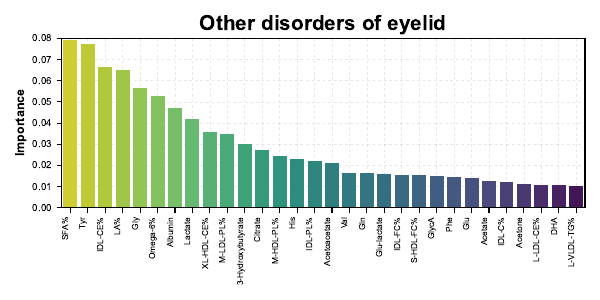 Other disorders of eyelid
Importance
0.08
0.07
0.06
0.05
0.04
0.03
0.02
0.01
0.00
SFA%
Tyr
IDL-CE%
LA%
Gly
Omega-6%
Albumin
Lactate
XL-HDL-CE%
M-LDL-PL%
3-Hydroxybutyrate
Citrate
M-HDL-PL%
His
IDL-PL%
Acetoacetate
Val
Gln
Glu-lactate
IDL-FC%
S-HDL-FC%
GlycA
Phe
Glu
Acetate
IDL-C%
Acetone
L-LDL-CE%
DHA
L-VLDL-TG%